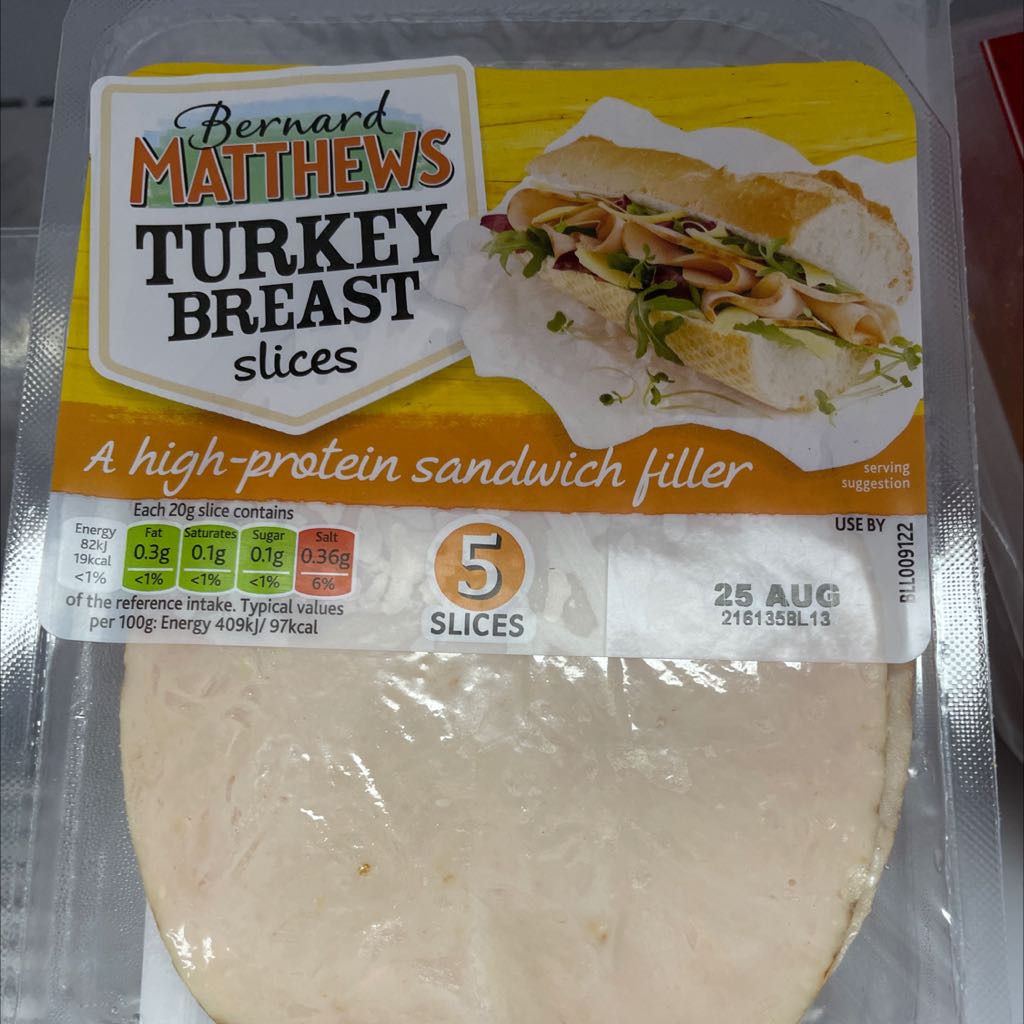 Bernard
MATTHEWS
TURKEY
BREAST
slices
A high-protein sandwich filler
serving
suggestion
Each 20g slice contains
Energy
82kJ
19kcal
<1%
Fat
0.3g
<1%
Saturates
0.1g
<1%
Sugar
0.1g
<1%
Salt
0.36g
6%
of the reference intake. Typical values
per 100g: Energy 409kJ/ 97kcal
5
SLICES
USE BY
25 AUG
216135BL13
BLL009122